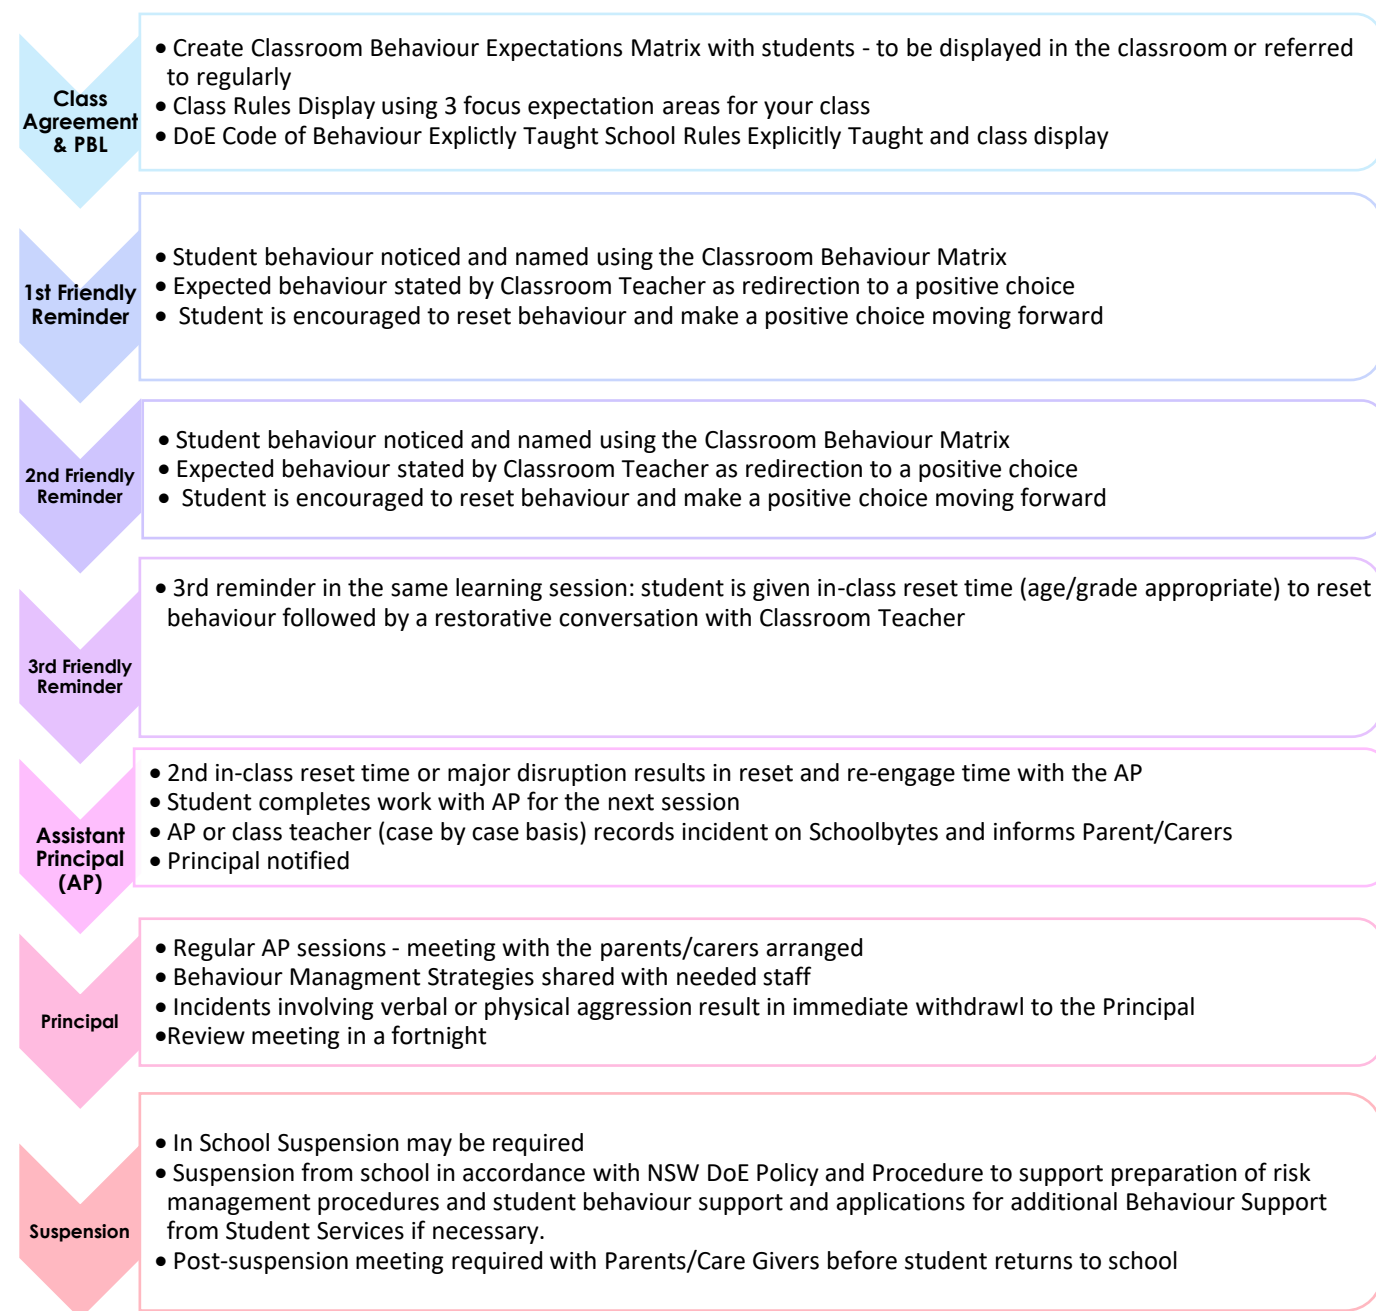 Class
Agreement
& PBL
• Create Classroom Behaviour Expectations Matrix with students - to be displayed in the classroom or referred
to regularly
• Class Rules Display using 3 focus expectation areas for your class
• DoE Code of Behaviour Explictly Taught School Rules Explicitly Taught and class display
1st Friendly
Reminder
• Student behaviour noticed and named using the Classroom Behaviour Matrix
• Expected behaviour stated by Classroom Teacher as redirection to a positive choice
• Student is encouraged to reset behaviour and make a positive choice moving forward
2nd Friendly
Reminder
• Student behaviour noticed and named using the Classroom Behaviour Matrix
• Expected behaviour stated by Classroom Teacher as redirection to a positive choice
• Student is encouraged to reset behaviour and make a positive choice moving forward
3rd Friendly
Reminder
• 3rd reminder in the same learning session: student is given in-class reset time (age/grade appropriate) to reset
behaviour followed by a restorative conversation with Classroom Teacher
Assistant
Principal
(AP)
• 2nd in-class reset time or major disruption results in reset and re-engage time with the AP
• Student completes work with AP for the next session
• AP or class teacher (case by case basis) records incident on Schoolbytes and informs Parent/Carers
• Principal notified
Principal
• Regular AP sessions - meeting with the parents/carers arranged
• Behaviour Managment Strategies shared with needed staff
• Incidents involving verbal or physical aggression result in immediate withdrawl to the Principal
•Review meeting in a fortnight
Suspension
• In School Suspension may be required
• Suspension from school in accordance with NSW DoE Policy and Procedure to support preparation of risk
management procedures and student behaviour support and applications for additional Behaviour Support
from Student Services if necessary.
• Post-suspension meeting required with Parents/Care Givers before student returns to school